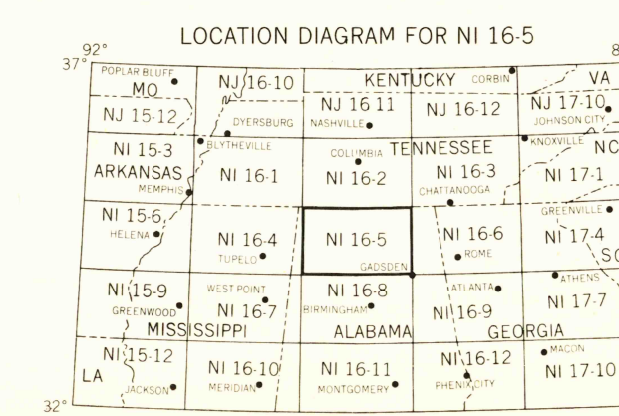 LOCATION DIAGRAM FOR NI 16-5
92°
8
37°
POPLAR BLUFF
MO
NJ 16-10
KENTUCKY
CORBIN
VA
NJ 15-12
DYERSBURG
NJ 16 11
NASHVILLE
NJ 16-12
NJ 17-10
JOHNSON CITY
NI 15-3
ARKANSAS
MEMPHIS
BLYTHEVILLE
NI 16-1
COLUMBIA
TENNESSEE
NI 16-2
NI 16-3
CHATTANOOGA
KNOXVILLE
NC
NI 17-1
NI 15-6
HELENA
NI 16-4
TUPELO
NI 16-5
GADSDEN
NI 16-6
ROME
GREENVILLE
NI 17-4
SC
NI 15-9
GREENWOOD
WEST POINT
NI 16-7
NI 16-8
BIRMINGHAM
ATLANTA
NI 16-9
ATHENS
NI 17-7
MISSISSIPPI
ALABAMA
GEORGIA
NI 15-12
LA
JACKSON
NI 16-10
MERIDIAN
NI 16-11
MONTGOMERY
NI 16-12
PHENIX CITY
MACON
NI 17-10
32°